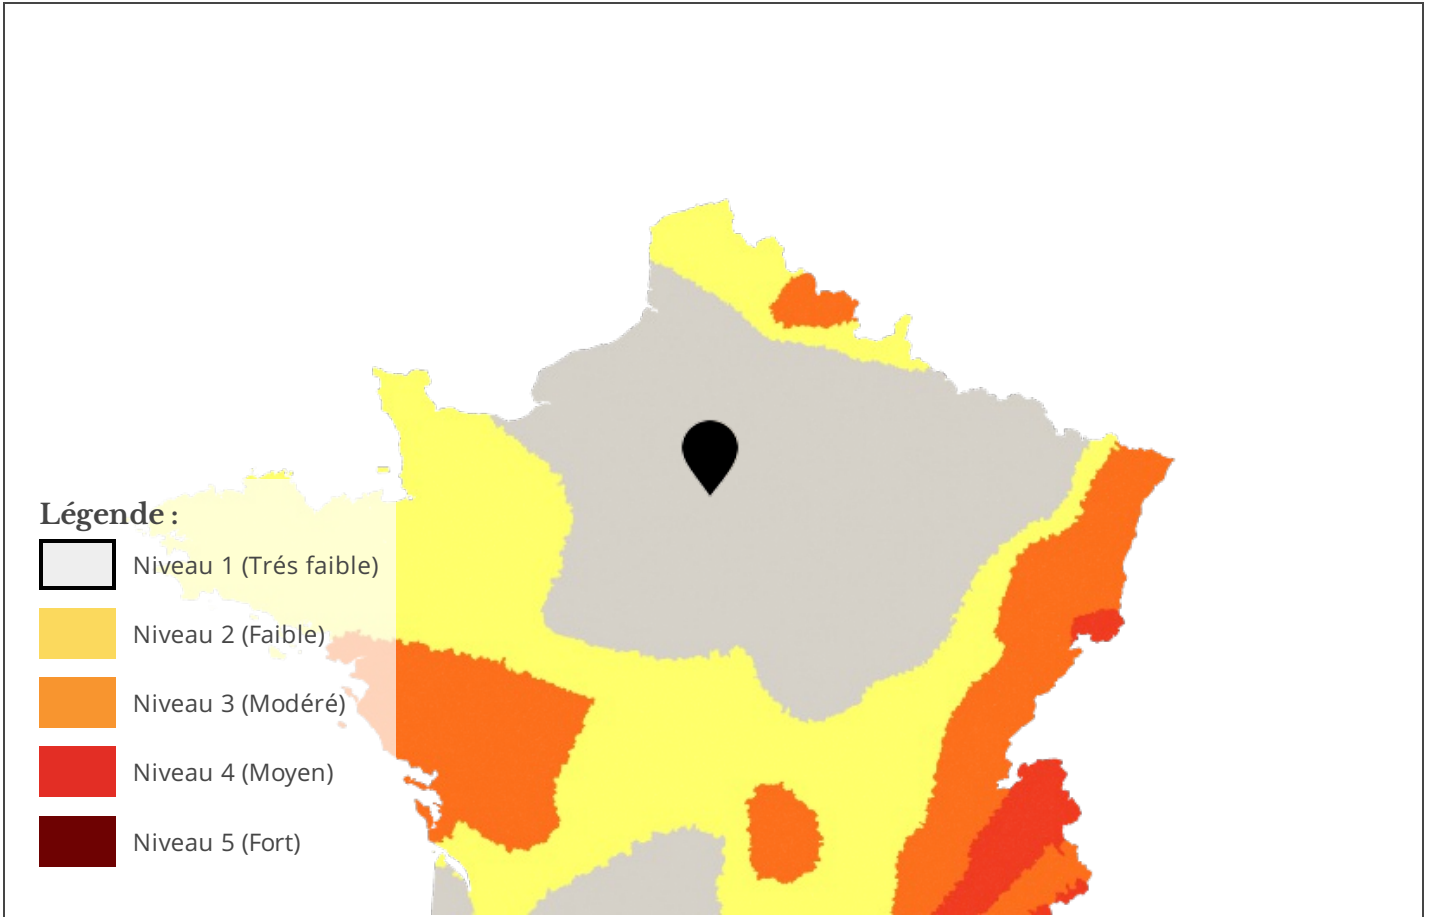 Légende :
Niveau 1 (Trés faible)
Niveau 2 (Faible)
Niveau 3 (Modéré)
Niveau 4 (Moyen)
Niveau 5 (Fort)